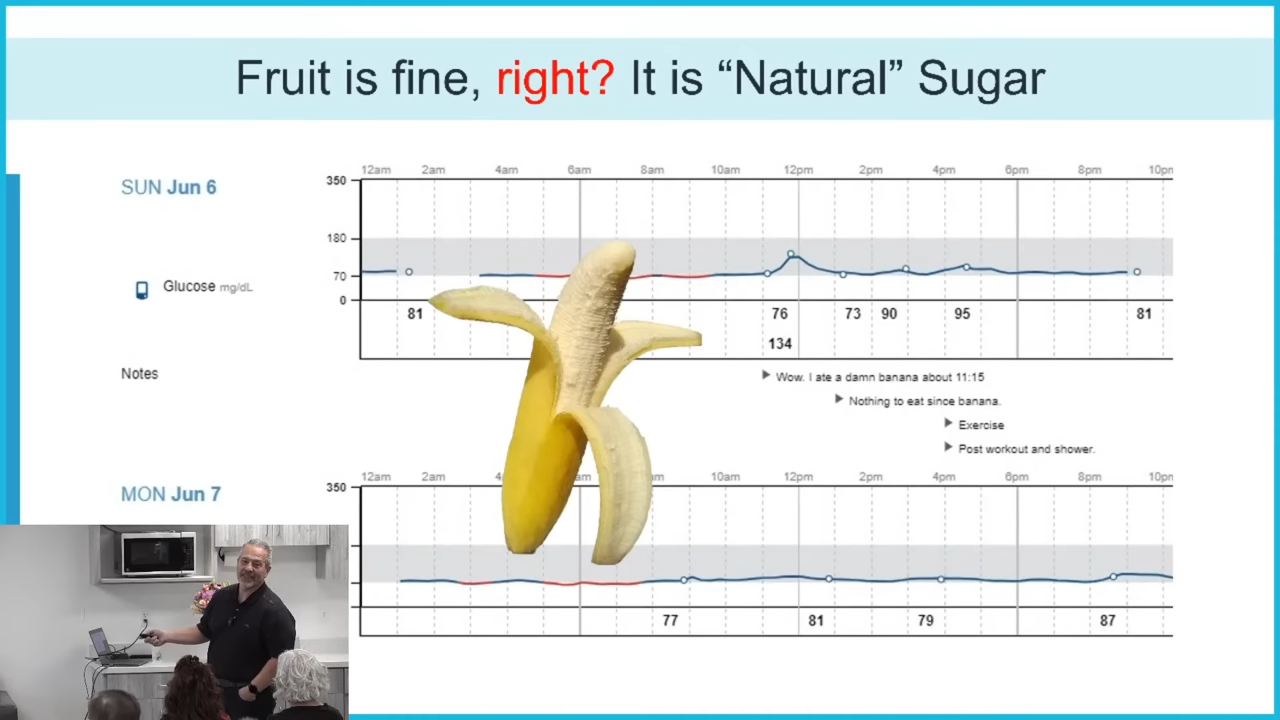 Fruit is fine, right? It is “Natural” Sugar
SUN Jun 6
12am 2am 4am 6am 8am 10am 12pm 2pm 4pm 6pm 8pm
350
180
70
0
Glucose mg/dL
81 76 73 90 95 81
134
Notes
Wow. I ate a damn banana about 11:15
Nothing to eat since banana.
Exercise
Post workout and shower.
MON Jun 7
12am 2am 10am 12pm 2pm 4pm 6pm 8pm
350
77 81 79 87